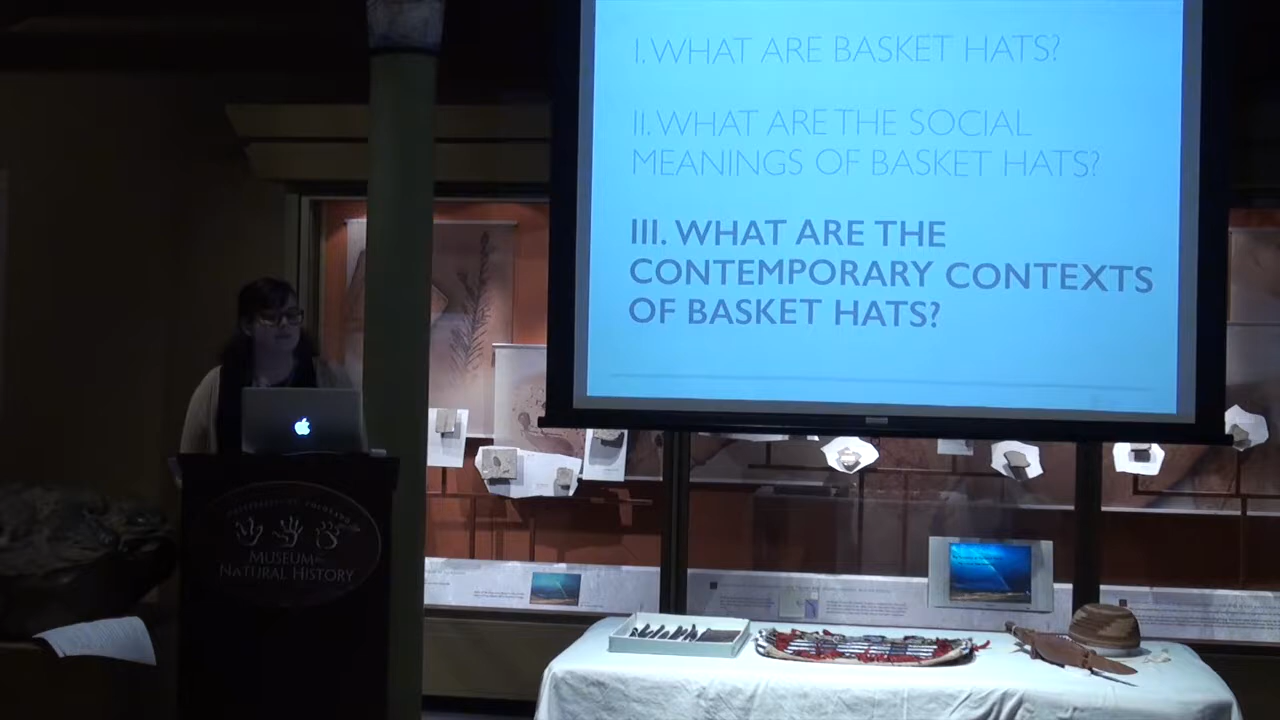 I. WHAT ARE BASKET HATS?
II. WHAT ARE THE SOCIAL
MEANINGS OF BASKET HATS?
III. WHAT ARE THE
CONTEMPORARY CONTEXTS
OF BASKET HATS?
MUSEUM
NATURAL HISTORY